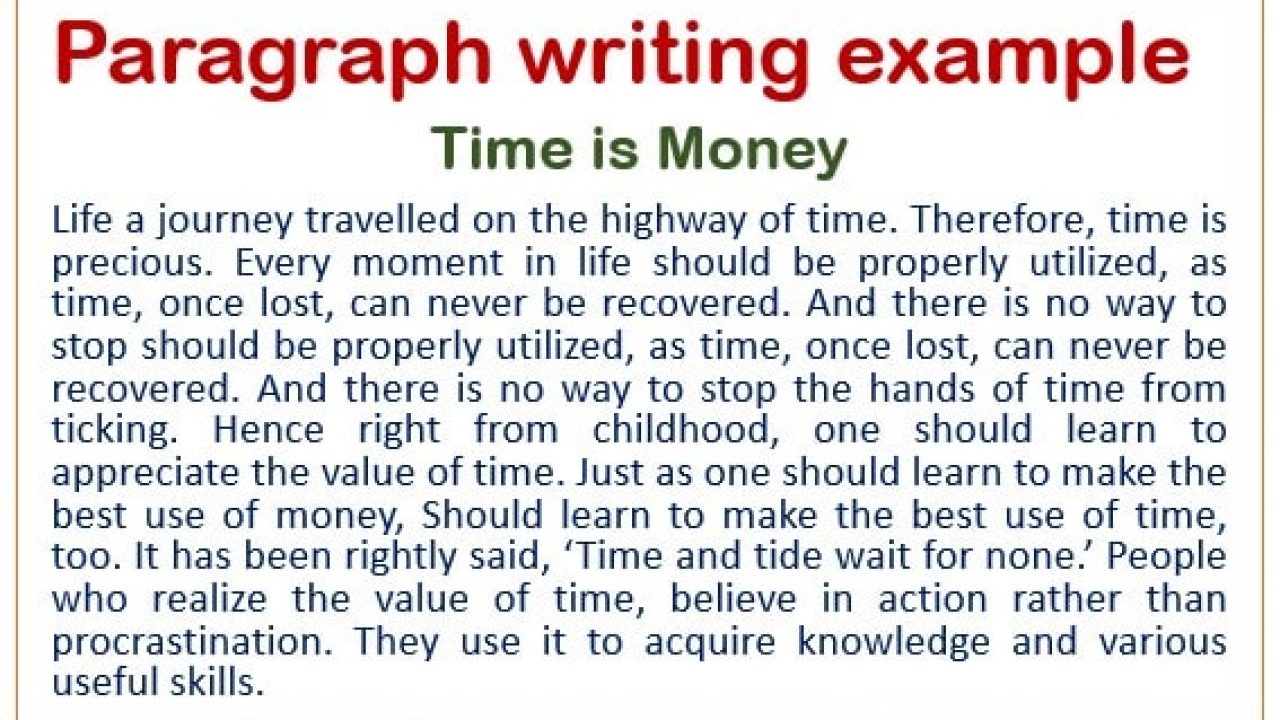 Paragraph writing example
Time is Money
Life a journey travelled on the highway of time. Therefore, time is
precious. Every moment in life should be properly utilized, as
time, once lost, can never be recovered. And there is no way to
stop should be properly utilized, as time, once lost, can never be
recovered. And there is no way to stop the hands of time from
ticking. Hence right from childhood, one should learn to
appreciate the value of time. Just as one should learn to make the
best use of money, Should learn to make the best use of time,
too. It has been rightly said, ‘Time and tide wait for none.’ People
who realize the value of time, believe in action rather than
procrastination. They use it to acquire knowledge and various
useful skills.